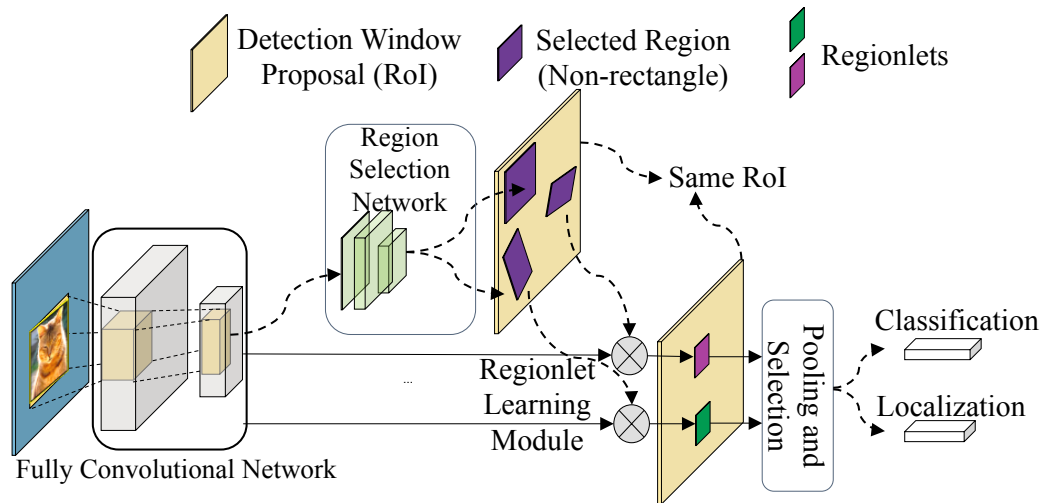 Detection Window
Proposal (RoI)
Selected Region
(Non-rectangle)
Regionlets
Region
Selection
Network
Same RoI
Classification
Localization
Pooling and
Selection
...
Regionlet
Learning
Module
Fully Convolutional Network